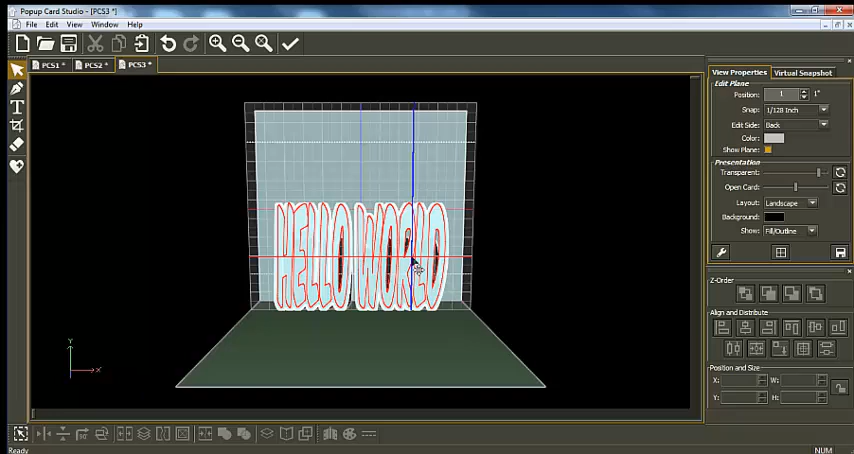 Popup Card Studio - [PCS3 *]
File Edit View Window Help
PCS1 * PCS2 * PCS3 *
View Properties Virtual Snapshot
Edit Plane
Position: 1 1"
Snap: 1/128 Inch
Edit Side: Back
Color:
Show Plane:
Presentation
Transparent:
Open Card:
Layout: Landscape
Background:
Show: Fill/Outline
Z-Order
Align and Distribute
Position and Size
X: W:
Y: H:
HELLO WORLD
Y
X
Ready
NUM